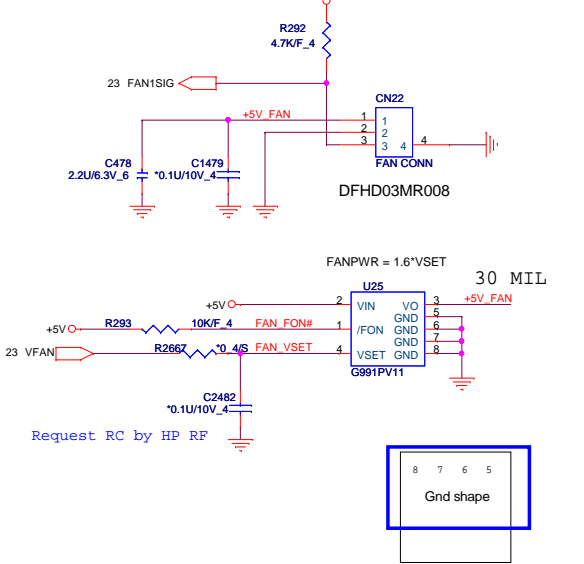 R292
4.7K/F_4
23 FAN1SIG
CN22
+5V_FAN
1 1
2 2
3 3 4 4
C478
2.2U/6.3V_6
C1479
*0.1U/10V_4
FAN CONN
DFHD03MR008
FANPWR = 1.6*VSET
30 MIL
U25
+5V 2 VIN VO 3 +5V_FAN
GND 5
+5V R293 10K/F_4 FAN_FON# 1 /FON GND 6
GND 7
23 VFAN R2667 *0_4/S FAN_VSET 4 VSET GND 8
G991PV11
C2482
*0.1U/10V_4
Request RC by HP RF
8 7 6 5
Gnd shape